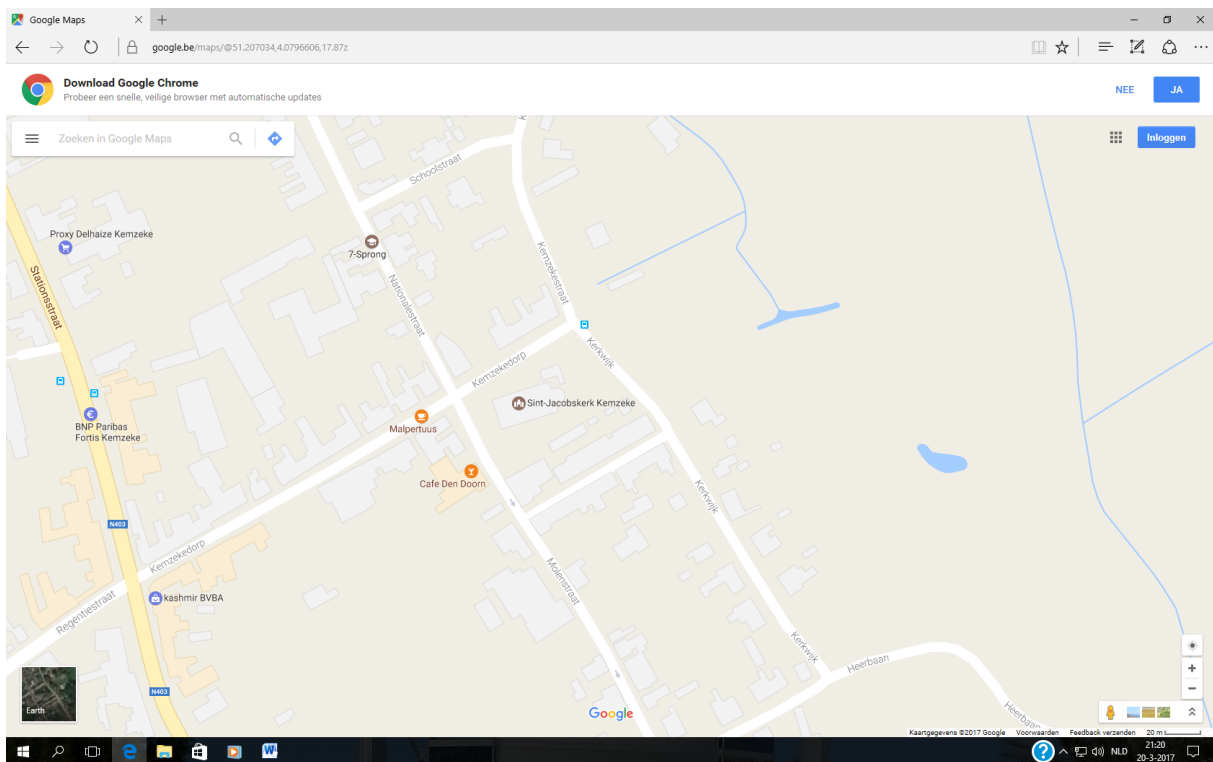 Google Maps
google.be/maps/@51.207034,4.0796606,17.87z
Download Google Chrome
Probeer een snelle, veilige browser met automatische updates
NEE
JA
Zoeken in Google Maps
Inloggen
Schoolstraat
Proxy Delhaize Kemzeke
7-Sprong
Kemzekestraat
Stationsstraat
Nationalestraat
Kemzekedorp
Kerkwijk
Sint-Jacobskerk Kemzeke
BNP Paribas
Fortis Kemzeke
Malpertuus
Cafe Den Doorn
Kerkwijk
N403
Kemzekedorp
Molenstraat
kashmir BVBA
Regentiestraat
Kerkwijk
Heerbaan
N403
Earth
Google
Heerbaan
Kaartgegevens ©2017 Google Voorwaarden Feedback verzenden 20 m
NLD
21:20
20-3-2017